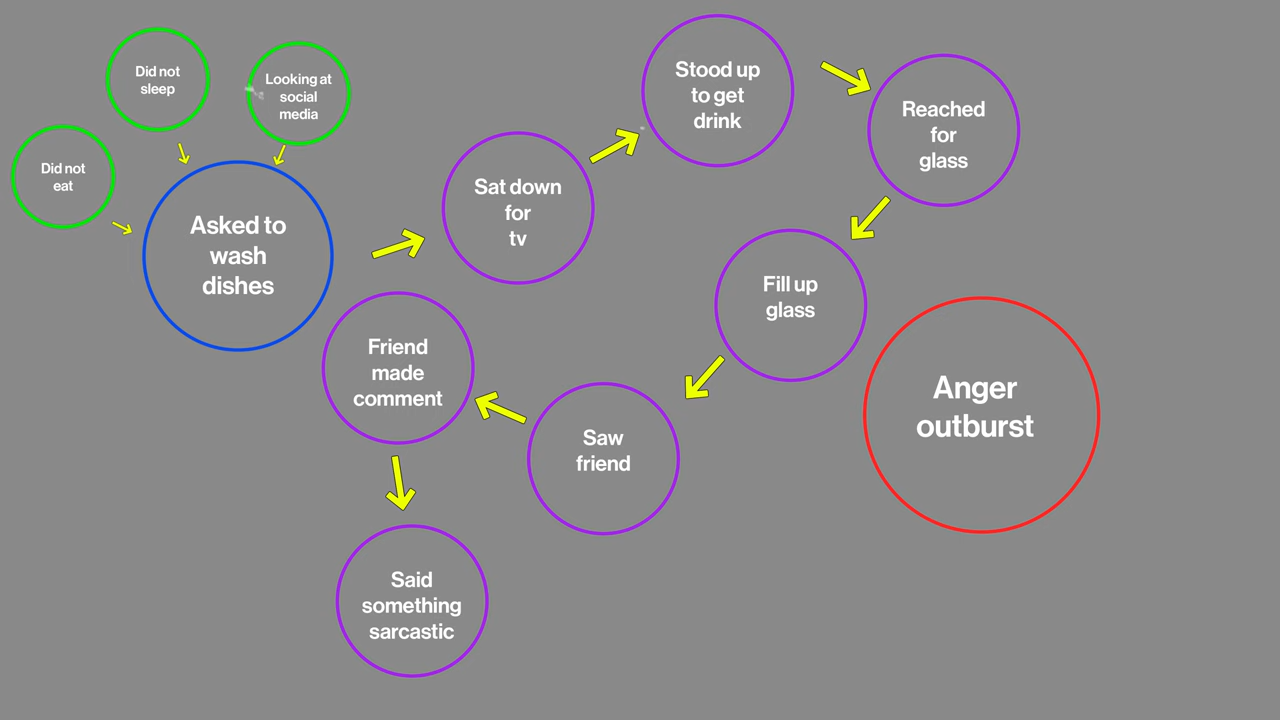 Did not
sleep
Looking at
social
media
Did not
eat
Asked to
wash
dishes
Sat down
for
tv
Stood up
to get
drink
Reached
for
glass
Fill up
glass
Saw
friend
Friend
made
comment
Said
something
sarcastic
Anger
outburst